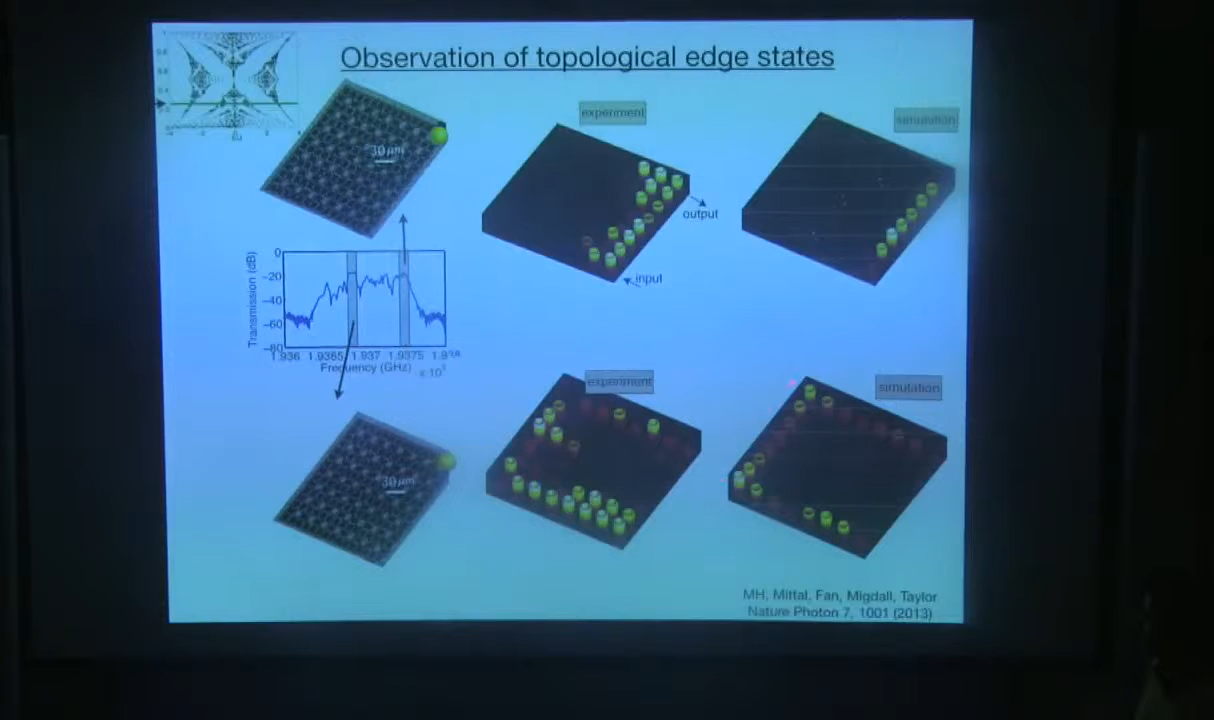 Observation of topological edge states
experiment
simulation
30 µm
output
input
Transmission (dB)
0
−20
−40
−60
−80
1.936 1.9365 1.937 1.9375 1.938
Frequency (GHz)
experiment
simulation
30 µm
MH, Mittal, Fan, Migdall, Taylor
Nature Photon 7, 1001 (2013)